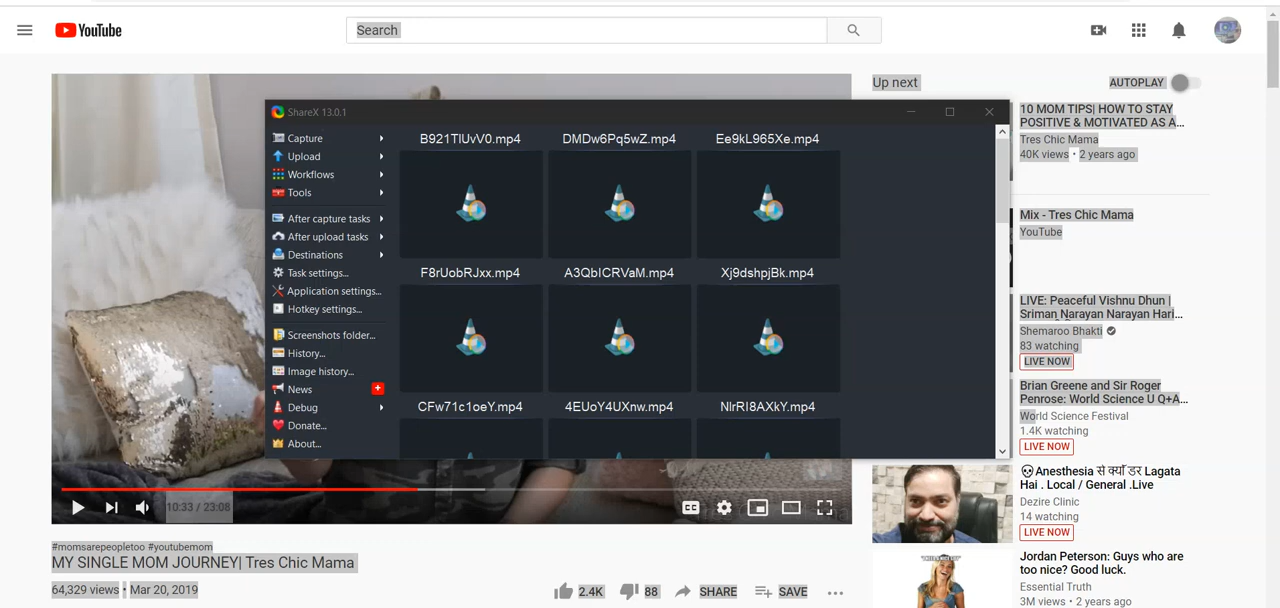 YouTube
Search
Up next
AUTOPLAY
ShareX 13.0.1
Capture
Upload
Workflows
Tools
After capture tasks
After upload tasks
Destinations
Task settings...
Application settings...
Hotkey settings...
Screenshots folder...
History...
Image history...
News
Debug
Donate...
About...
B921TlUvV0.mp4 DMDw6Pq5wZ.mp4 Ee9kL965Xe.mp4
F8rUobRJxx.mp4 A3QbICRVaM.mp4 Xj9dshpjBk.mp4
CFw71c1oeY.mp4 4EUoY4UXnw.mp4 NlrRI8AXkY.mp4
10:33 / 23:08
CC
#momsarepeopletoo #youtubemom
MY SINGLE MOM JOURNEY| Tres Chic Mama
64,329 views • Mar 20, 2019
2.4K 88 SHARE SAVE
10 MOM TIPS| HOW TO STAY
POSITIVE & MOTIVATED AS A...
Tres Chic Mama
40K views • 2 years ago
Mix - Tres Chic Mama
YouTube
LIVE: Peaceful Vishnu Dhun |
Sriman Narayan Narayan Hari...
Shemaroo Bhakti
83 watching
LIVE NOW
Brian Greene and Sir Roger
Penrose: World Science U Q+A...
World Science Festival
1.4K watching
LIVE NOW
💀Anesthesia से क्यों डर Lagata
Hai . Local / General .Live
Dezire Clinic
14 watching
LIVE NOW
Jordan Peterson: Guys who are
too nice? Good luck.
Essential Truth
3M views • 2 years ago